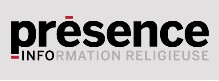 présence
INFORMATION RELIGIEUSE